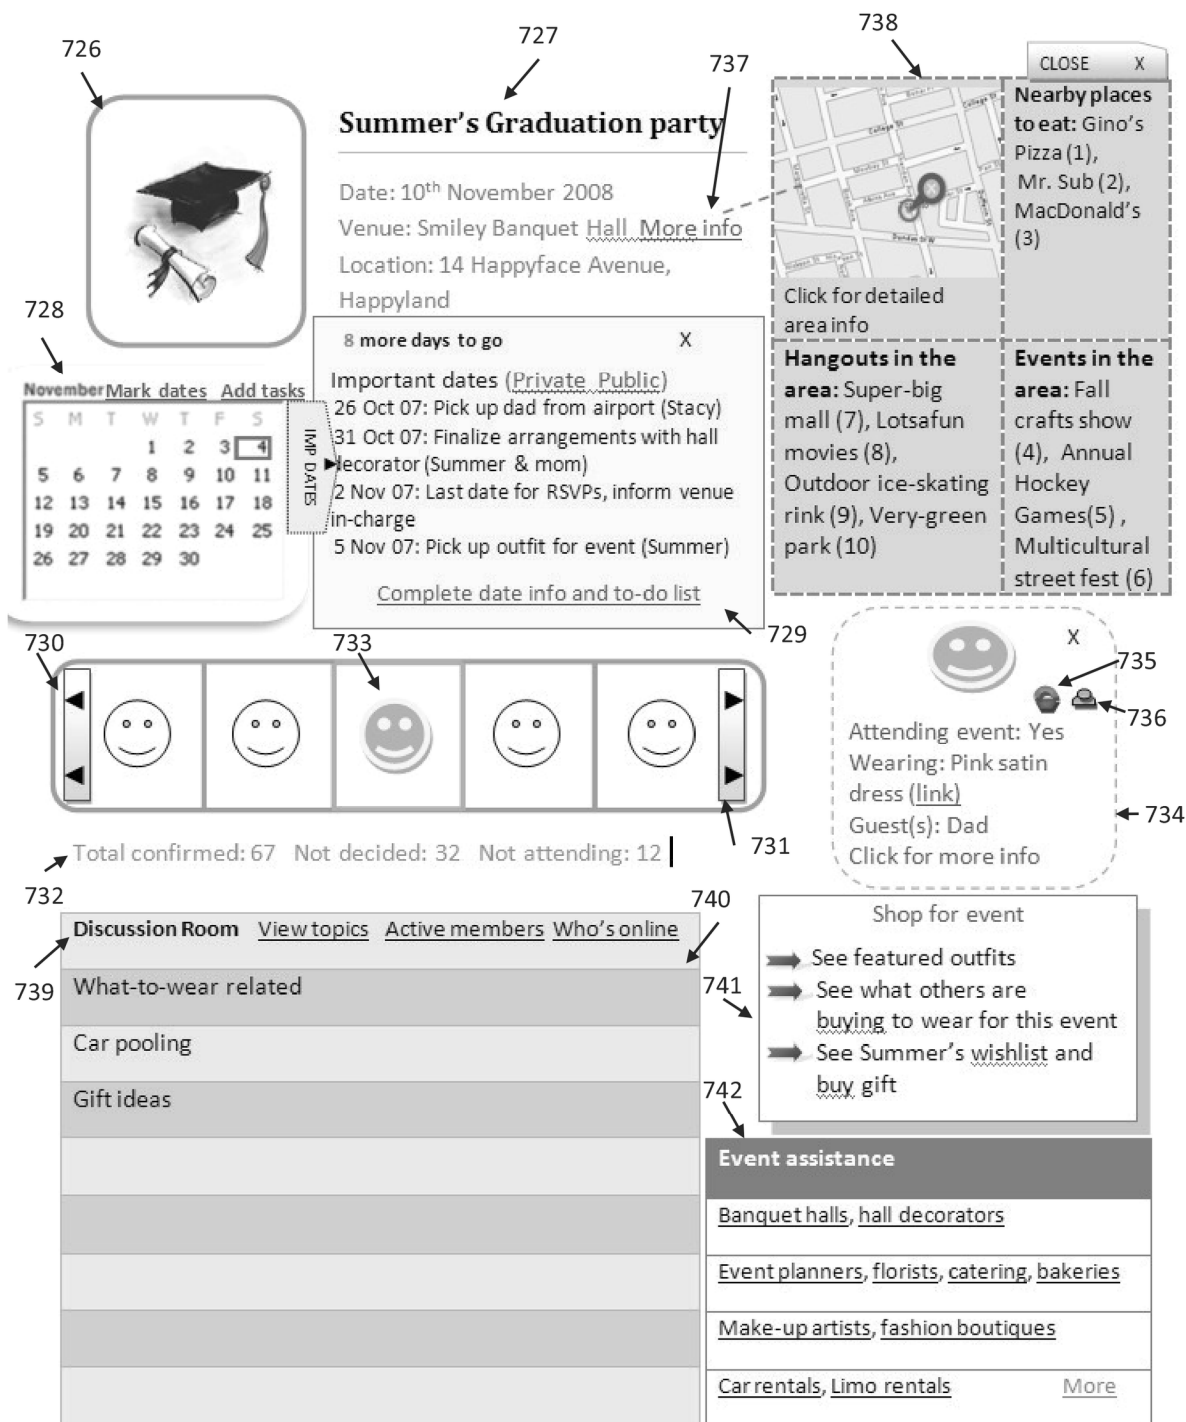 726
727
737
738
CLOSE X
Summer's Graduation party
Date: 10th November 2008
Venue: Smiley Banquet Hall More info
Location: 14 Happyface Avenue,
Happyland
College St
College St
Dundas St W
Click for detailed
area info
Nearby places
to eat: Gino's
Pizza (1),
Mr. Sub (2),
MacDonald's
(3)
Hangouts in the
area: Super-big
mall (7), Lotsafun
movies (8),
Outdoor ice-skating
rink (9), Very-green
park (10)
Events in the
area: Fall
crafts show
(4), Annual
Hockey
Games(5) ,
Multicultural
street fest (6)
728
November Mark dates Add tasks
S M T W T F S
1 2 3 4
5 6 7 8 9 10 11
12 13 14 15 16 17 18
19 20 21 22 23 24 25
26 27 28 29 30
IMP DATES
8 more days to go X
Important dates (Private Public)
26 Oct 07: Pick up dad from airport (Stacy)
31 Oct 07: Finalize arrangements with hall
decorator (Summer & mom)
2 Nov 07: Last date for RSVPs, inform venue
in-charge
5 Nov 07: Pick up outfit for event (Summer)
Complete date info and to-do list
729
730
733
731
X
735
736
Attending event: Yes
Wearing: Pink satin
dress (link)
Guest(s): Dad
Click for more info
734
Total confirmed: 67 Not decided: 32 Not attending: 12
732
740
Discussion Room View topics Active members Who's online
739
What-to-wear related
Car pooling
Gift ideas
741
Shop for event
See featured outfits
See what others are
buying to wear for this event
See Summer's wishlist and
buy gift
742
Event assistance
Banquet halls, hall decorators
Event planners, florists, catering, bakeries
Make-up artists, fashion boutiques
Car rentals, Limo rentals More